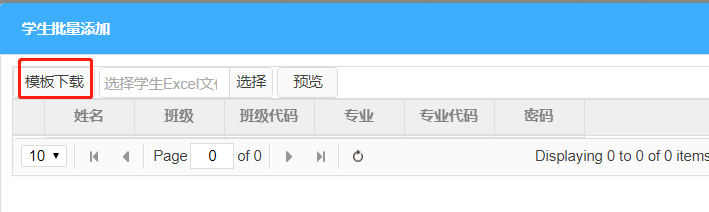 学生批量添加
模板下载 选择学生Excel文件 选择 预览
姓名 班级 班级代码 专业 专业代码 密码
10 Page 0 of 0 Displaying 0 to 0 of 0 items